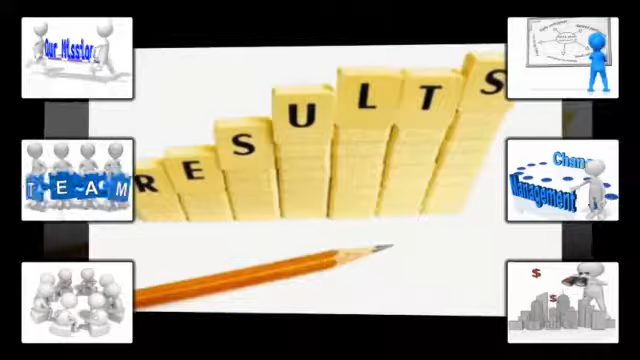 Our Mission
TEAM
RESULTS
Change
Management
$
$